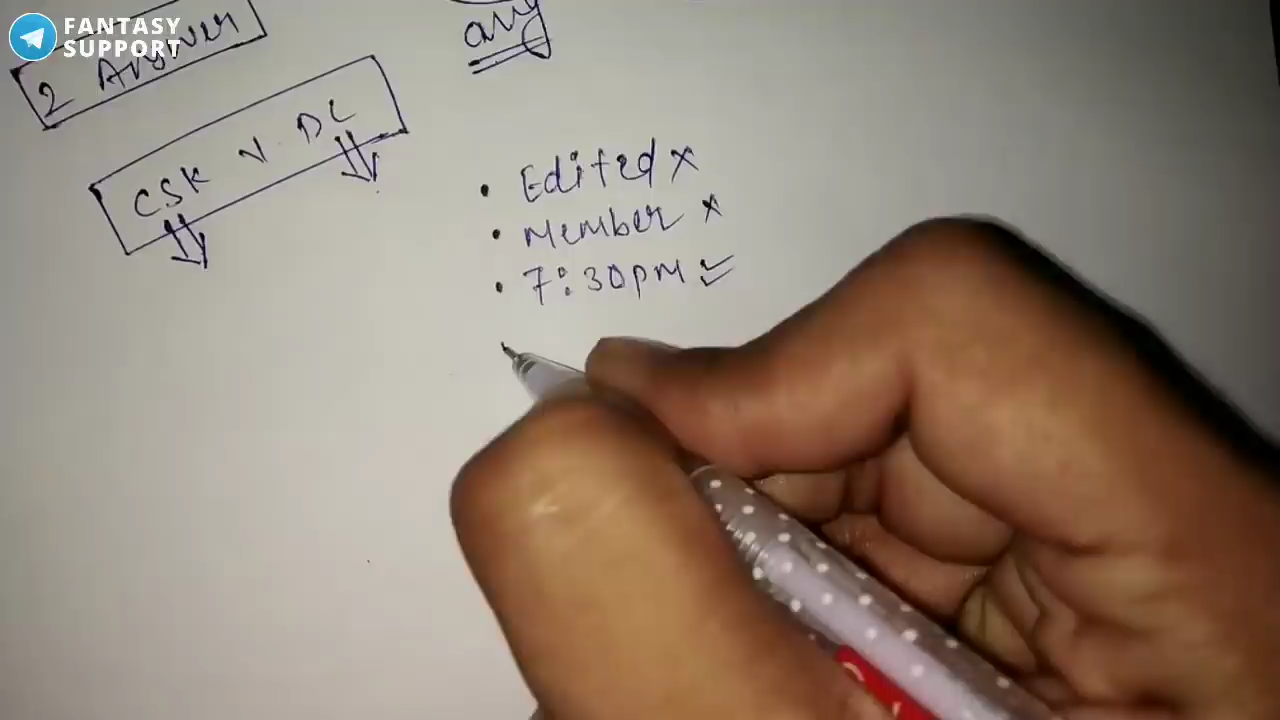 FANTASY
SUPPORT
2 Answer
any
CSK V DC
• Edited ×
• Member ×
• 7:30pm ✓